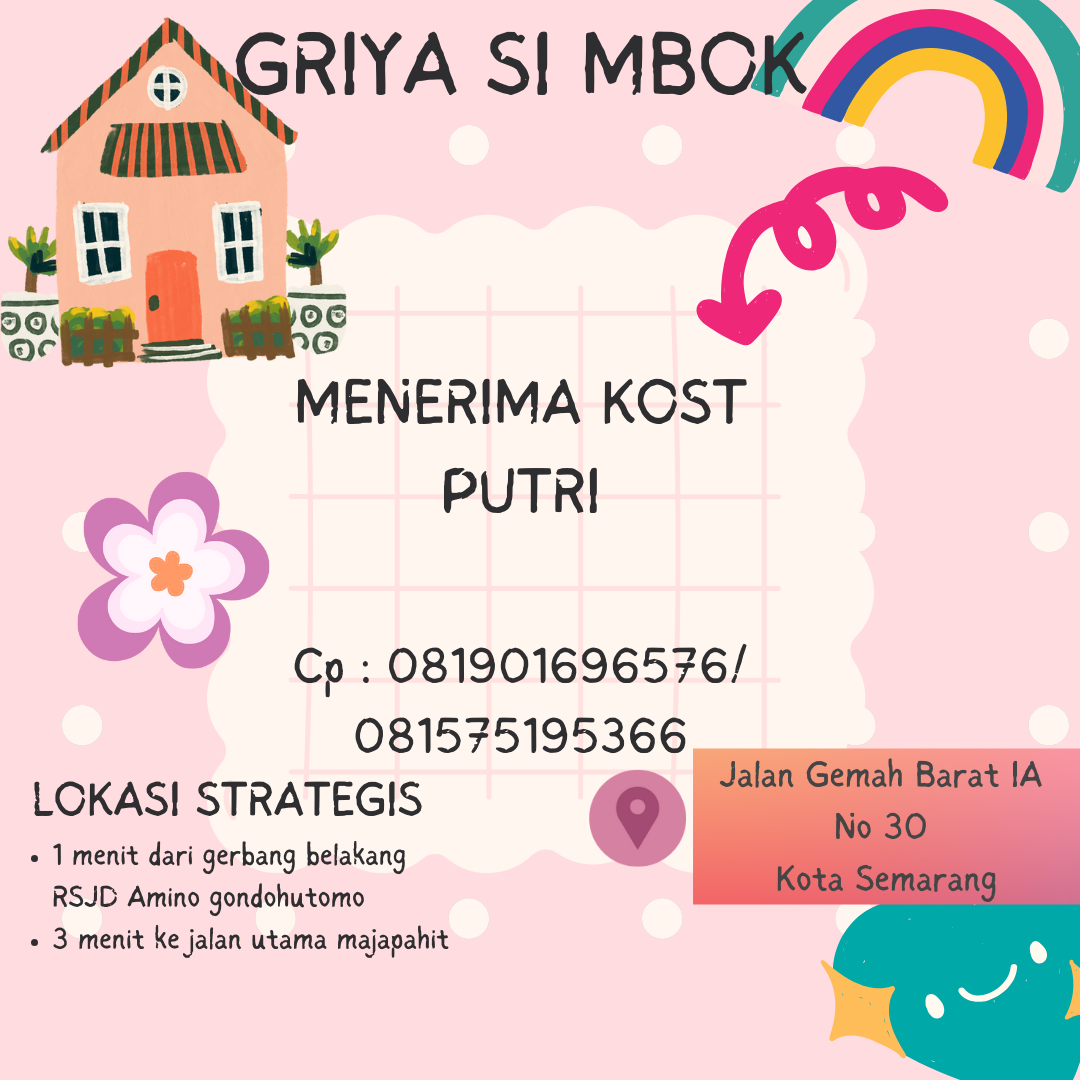 GRIYA SI MBOK
MENERIMA KOST
PUTRI
Cp : 081901696576/
081575195366
LOKASI STRATEGIS
• 1 menit dari gerbang belakang
RSJD Amino gondohutomo
• 3 menit ke jalan utama majapahit
Jalan Gemah Barat IA
No 30
Kota Semarang